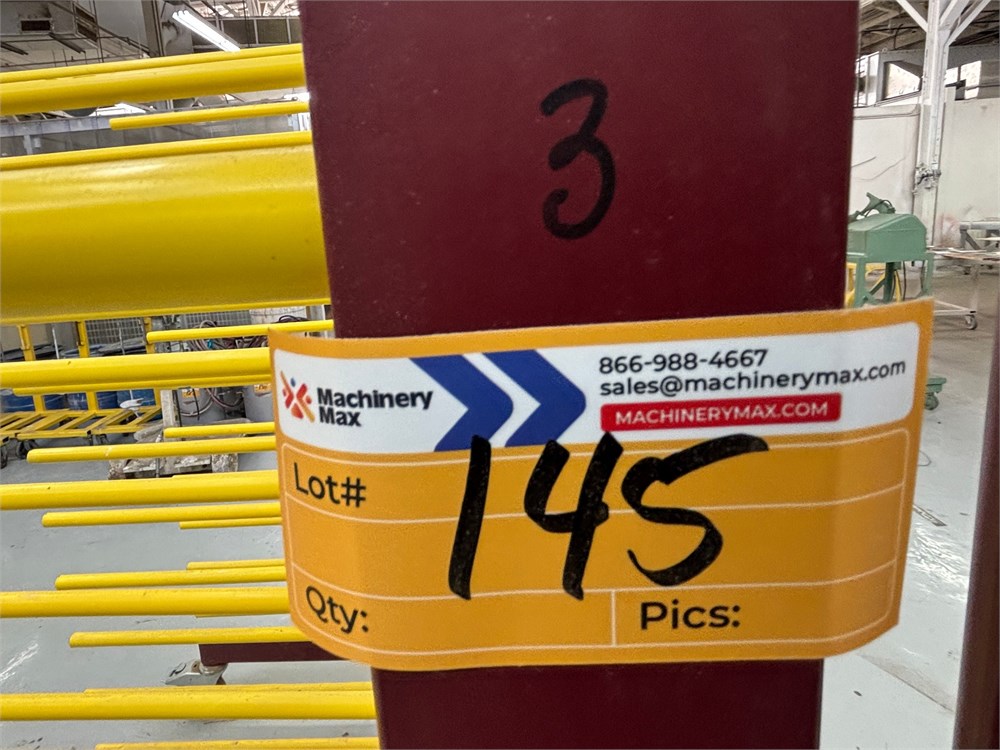 3
Machinery
Max
866-988-4667
sales@machinerymax.com
MACHINERYMAX.COM
Lot# 145
Qty:
Pics: